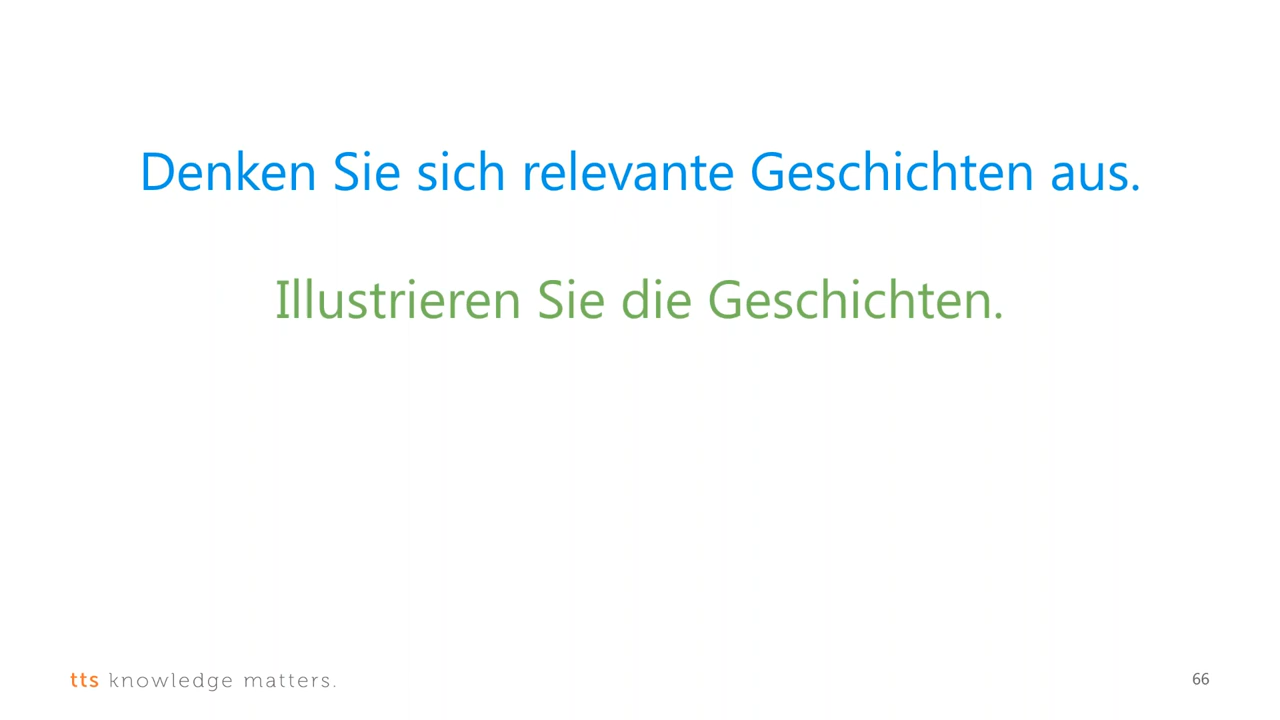 Denken Sie sich relevante Geschichten aus.
Illustrieren Sie die Geschichten.
tts knowledge matters.
66